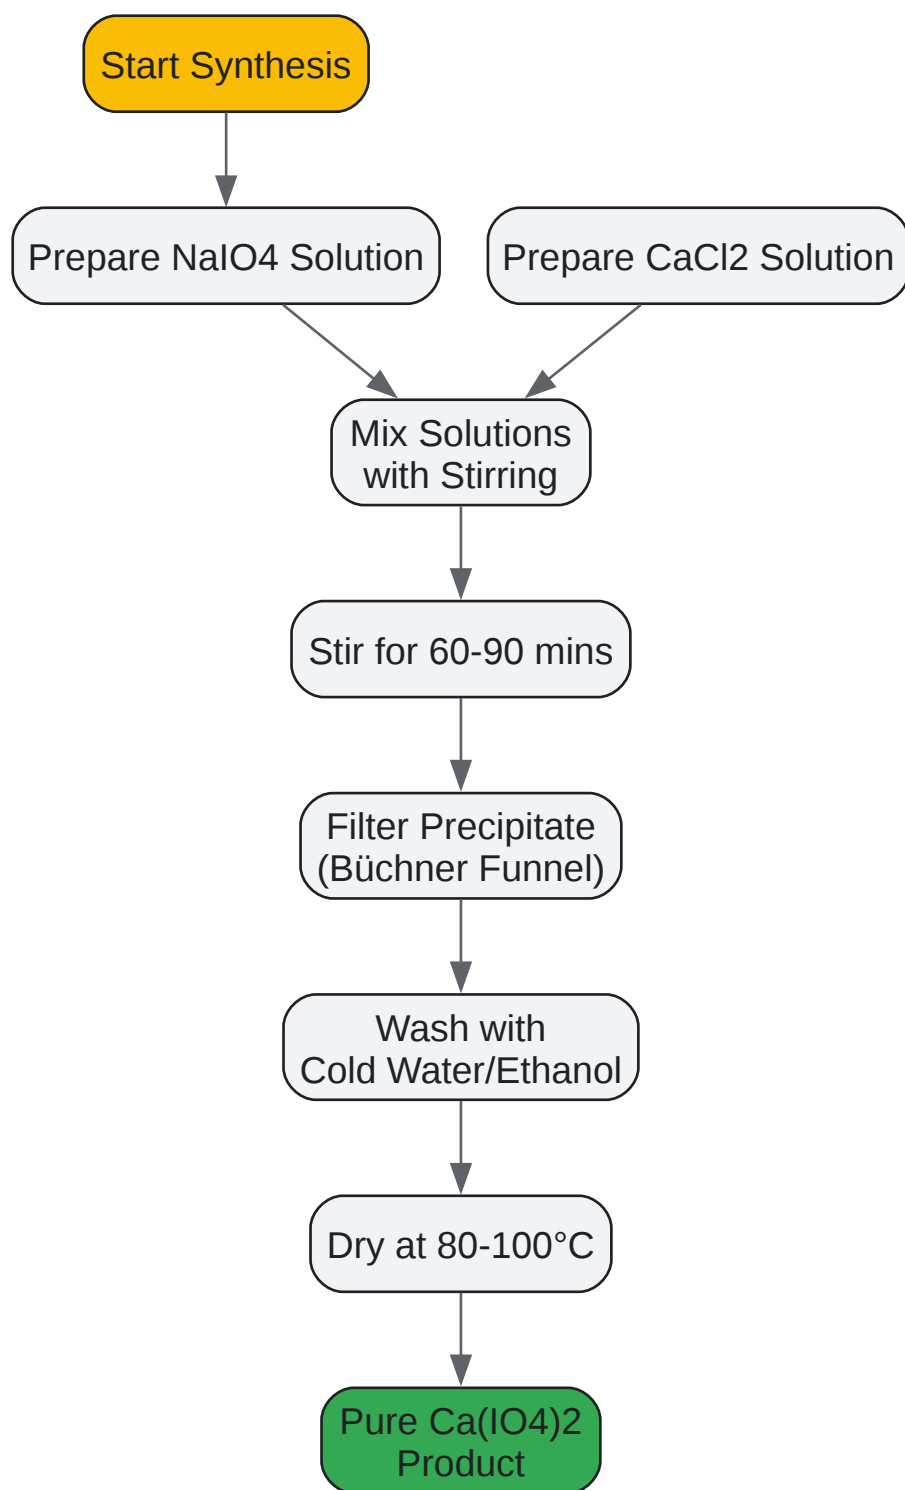 Start Synthesis
Prepare NaIO4 Solution
Prepare CaCl2 Solution
Mix Solutions
with Stirring
Stir for 60-90 mins
Filter Precipitate
(Büchner Funnel)
Wash with
Cold Water/Ethanol
Dry at 80-100°C
Pure Ca(IO4)2
Product